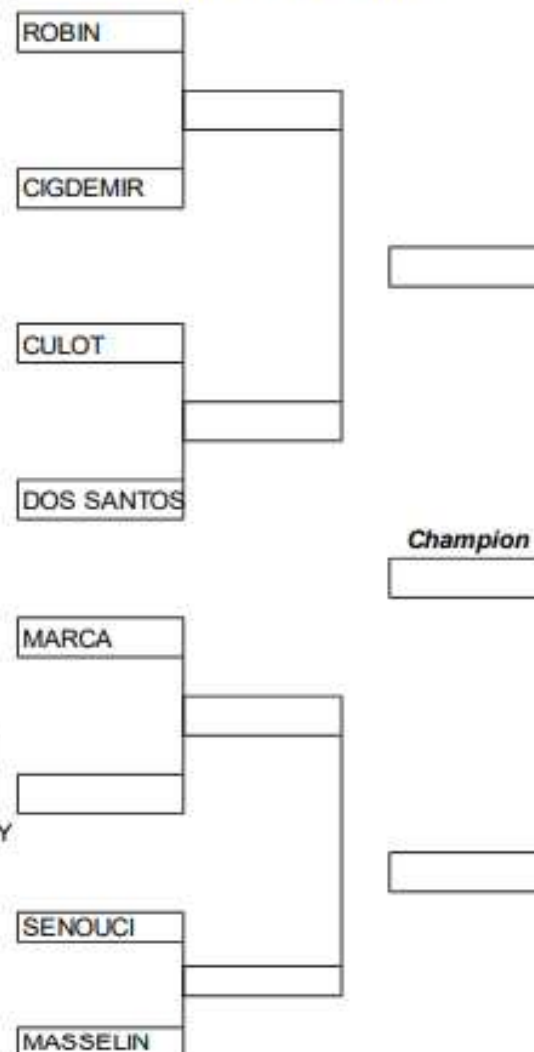 ROBIN
CIGDEMIR
CULOT
DOS SANTOS
Champion
MARCA
Y
SENOUCI
MASSELIN